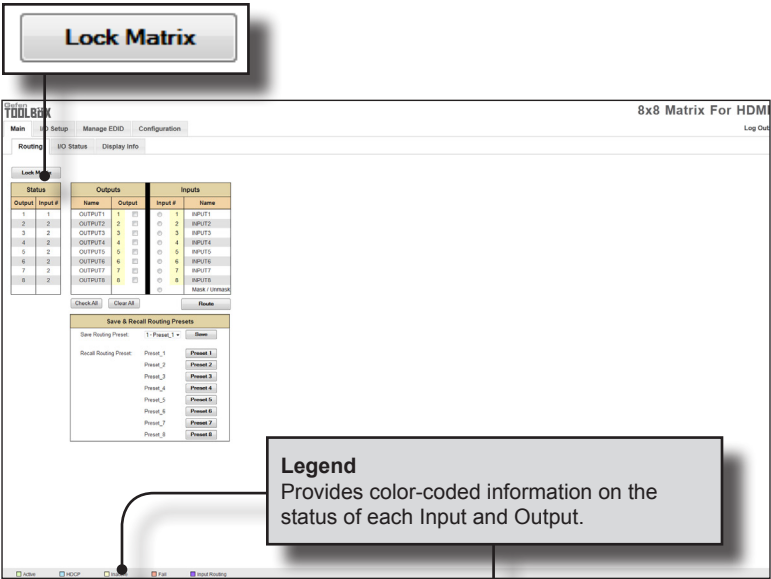 Lock Matrix
Gefen
TOOLBOX
8x8 Matrix For HDMI
Main I/O Setup Manage EDID Configuration
Log Out
Routing I/O Status Display Info
Lock Matrix
Status Outputs Inputs
Output Input # Name Output Input # Name
1 1 OUTPUT1 1 1 INPUT1
2 2 OUTPUT2 2 2 INPUT2
3 2 OUTPUT3 3 3 INPUT3
4 2 OUTPUT4 4 4 INPUT4
5 2 OUTPUT5 5 5 INPUT5
6 2 OUTPUT6 6 6 INPUT6
7 2 OUTPUT7 7 7 INPUT7
8 2 OUTPUT8 8 8 INPUT8
Mask / Unmask
Check All Clear All Route
Save & Recall Routing Presets
Save Routing Preset: 1 - Preset_1 Save
Recall Routing Preset: Preset_1 Preset 1
Preset_2 Preset 2
Preset_3 Preset 3
Preset_4 Preset 4
Preset_5 Preset 5
Preset_6 Preset 6
Preset_7 Preset 7
Preset_8 Preset 8
Legend
Provides color-coded information on the
status of each Input and Output.
Active HDCP Inactive Fail Input Routing